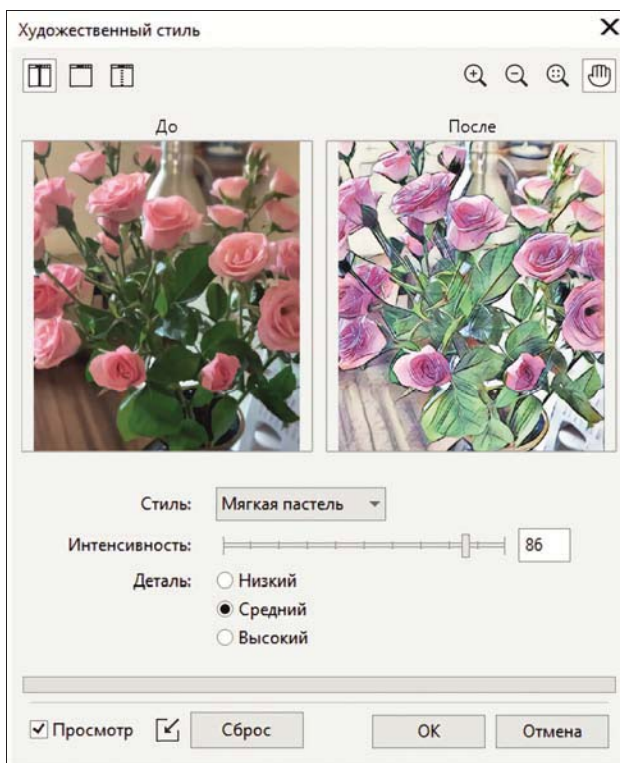 Художественный стиль
До После
Стиль: Мягкая пастель
Интенсивность: 86
Деталь: Низкий
Средний
Высокий
Просмотр Сброс OK Отмена